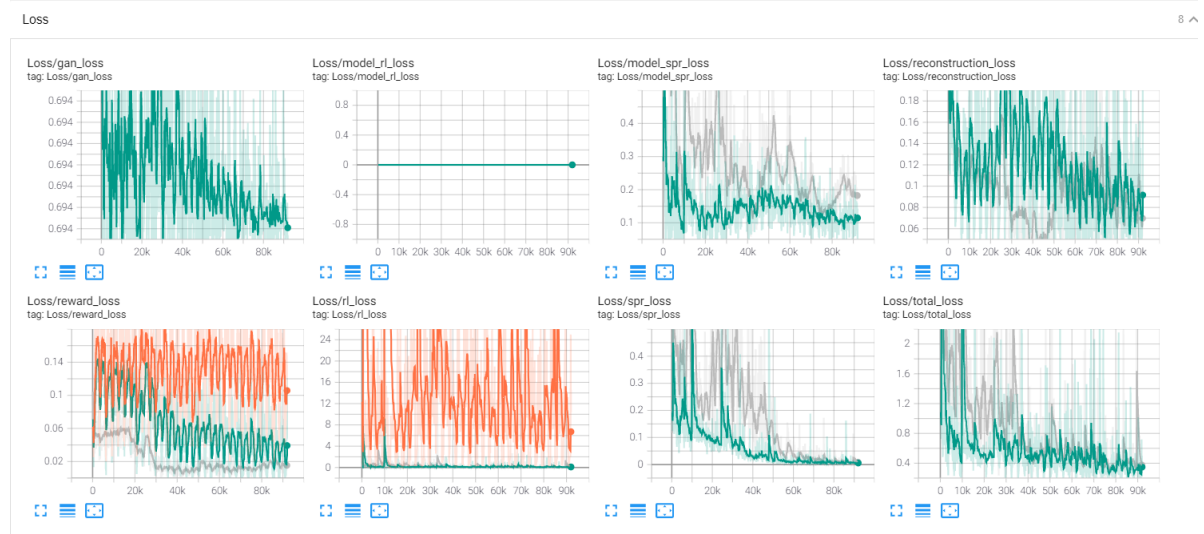 Loss
8
Loss/gan_loss
tag: Loss/gan_loss
0.694
0.694
0.694
0.694
0.694
0.694
0.694
0 20k 40k 60k 80k
Loss/model_rl_loss
tag: Loss/model_rl_loss
0.8
0.4
0
-0.4
-0.8
0 10k 20k 30k 40k 50k 60k 70k 80k 90k
Loss/model_spr_loss
tag: Loss/model_spr_loss
0.4
0.3
0.2
0.1
0 20k 40k 60k 80k
Loss/reconstruction_loss
tag: Loss/reconstruction_loss
0.18
0.16
0.14
0.12
0.1
0.08
0.06
0 10k 20k 30k 40k 50k 60k 70k 80k 90k
Loss/reward_loss
tag: Loss/reward_loss
0.14
0.1
0.06
0.02
0 20k 40k 60k 80k
Loss/rl_loss
tag: Loss/rl_loss
24
20
16
12
8
4
0
0 10k 20k 30k 40k 50k 60k 70k 80k 90k
Loss/spr_loss
tag: Loss/spr_loss
0.4
0.3
0.2
0.1
0
0 20k 40k 60k 80k
Loss/total_loss
tag: Loss/total_loss
2
1.6
1.2
0.8
0.4
0 10k 20k 30k 40k 50k 60k 70k 80k 90k